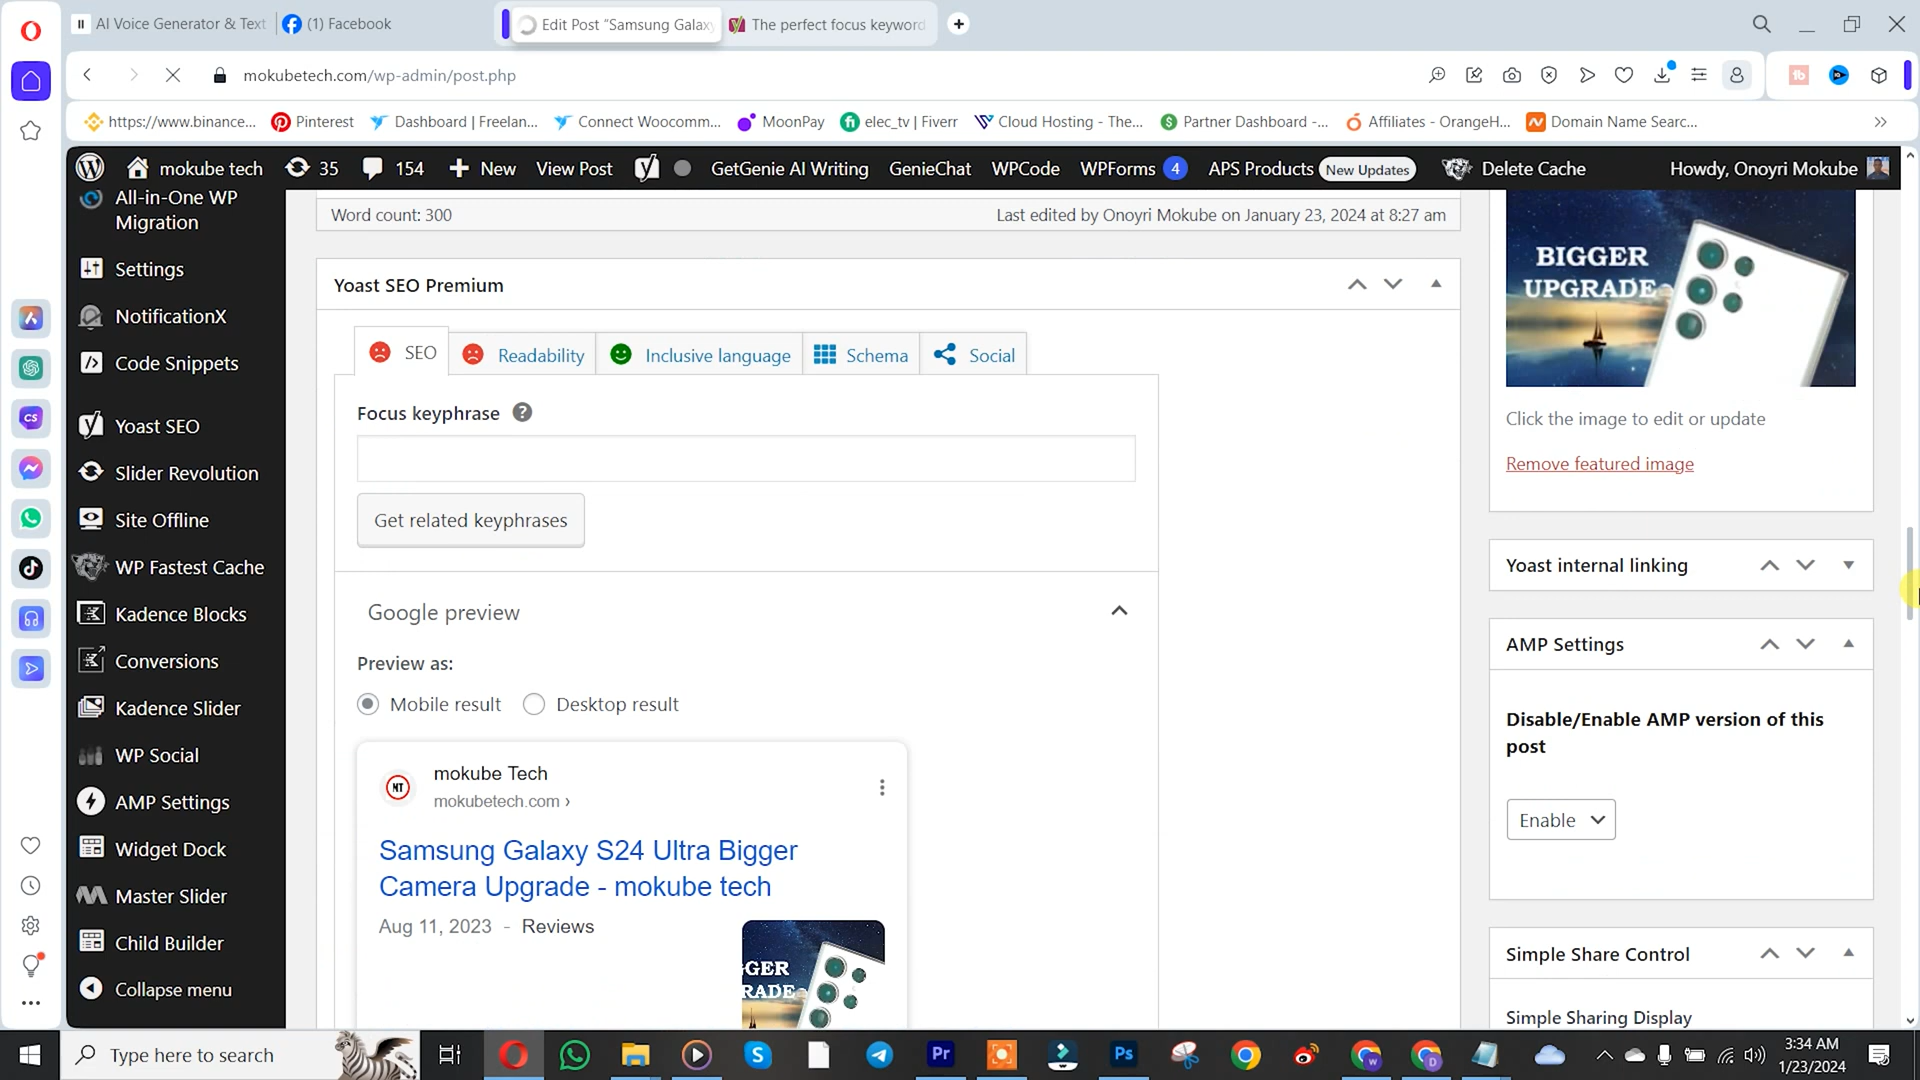 AI Voice Generator & Text
(1) Facebook
Edit Post “Samsung Galaxy
The perfect focus keyword
mokubetech.com/wp-admin/post.php
https://www.binance...
Pinterest
Dashboard | Freelan...
Connect Woocomm...
MoonPay
elec_tv | Fiverr
Cloud Hosting - The...
Partner Dashboard -...
Affiliates - OrangeH...
Domain Name Searc...
mokube tech
35
154
New
View Post
GetGenie AI Writing
GenieChat
WPCode
WPForms 4
APS Products New Updates
Delete Cache
Howdy, Onoyri Mokube
All-in-One WP
Migration
Settings
NotificationX
Code Snippets
Yoast SEO
Slider Revolution
Site Offline
WP Fastest Cache
Kadence Blocks
Conversions
Kadence Slider
WP Social
AMP Settings
Widget Dock
Master Slider
Child Builder
Collapse menu
Word count: 300
Last edited by Onoyri Mokube on January 23, 2024 at 8:27 am
Yoast SEO Premium
SEO
Readability
Inclusive language
Schema
Social
Focus keyphrase
Get related keyphrases
Google preview
Preview as:
Mobile result
Desktop result
mokube Tech
mokubetech.com ›
Samsung Galaxy S24 Ultra Bigger
Camera Upgrade - mokube tech
Aug 11, 2023 - Reviews
GGER
RADE
BIGGER
UPGRADE
Click the image to edit or update
Remove featured image
Yoast internal linking
AMP Settings
Disable/Enable AMP version of this
post
Enable
Simple Share Control
Simple Sharing Display
Type here to search
3:34 AM
1/23/2024